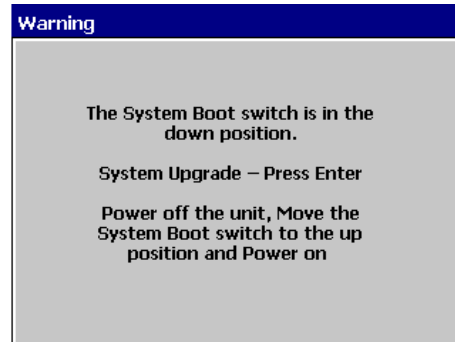 Warning
The System Boot switch is in the
down position.
System Upgrade – Press Enter
Power off the unit, Move the
System Boot switch to the up
position and Power on